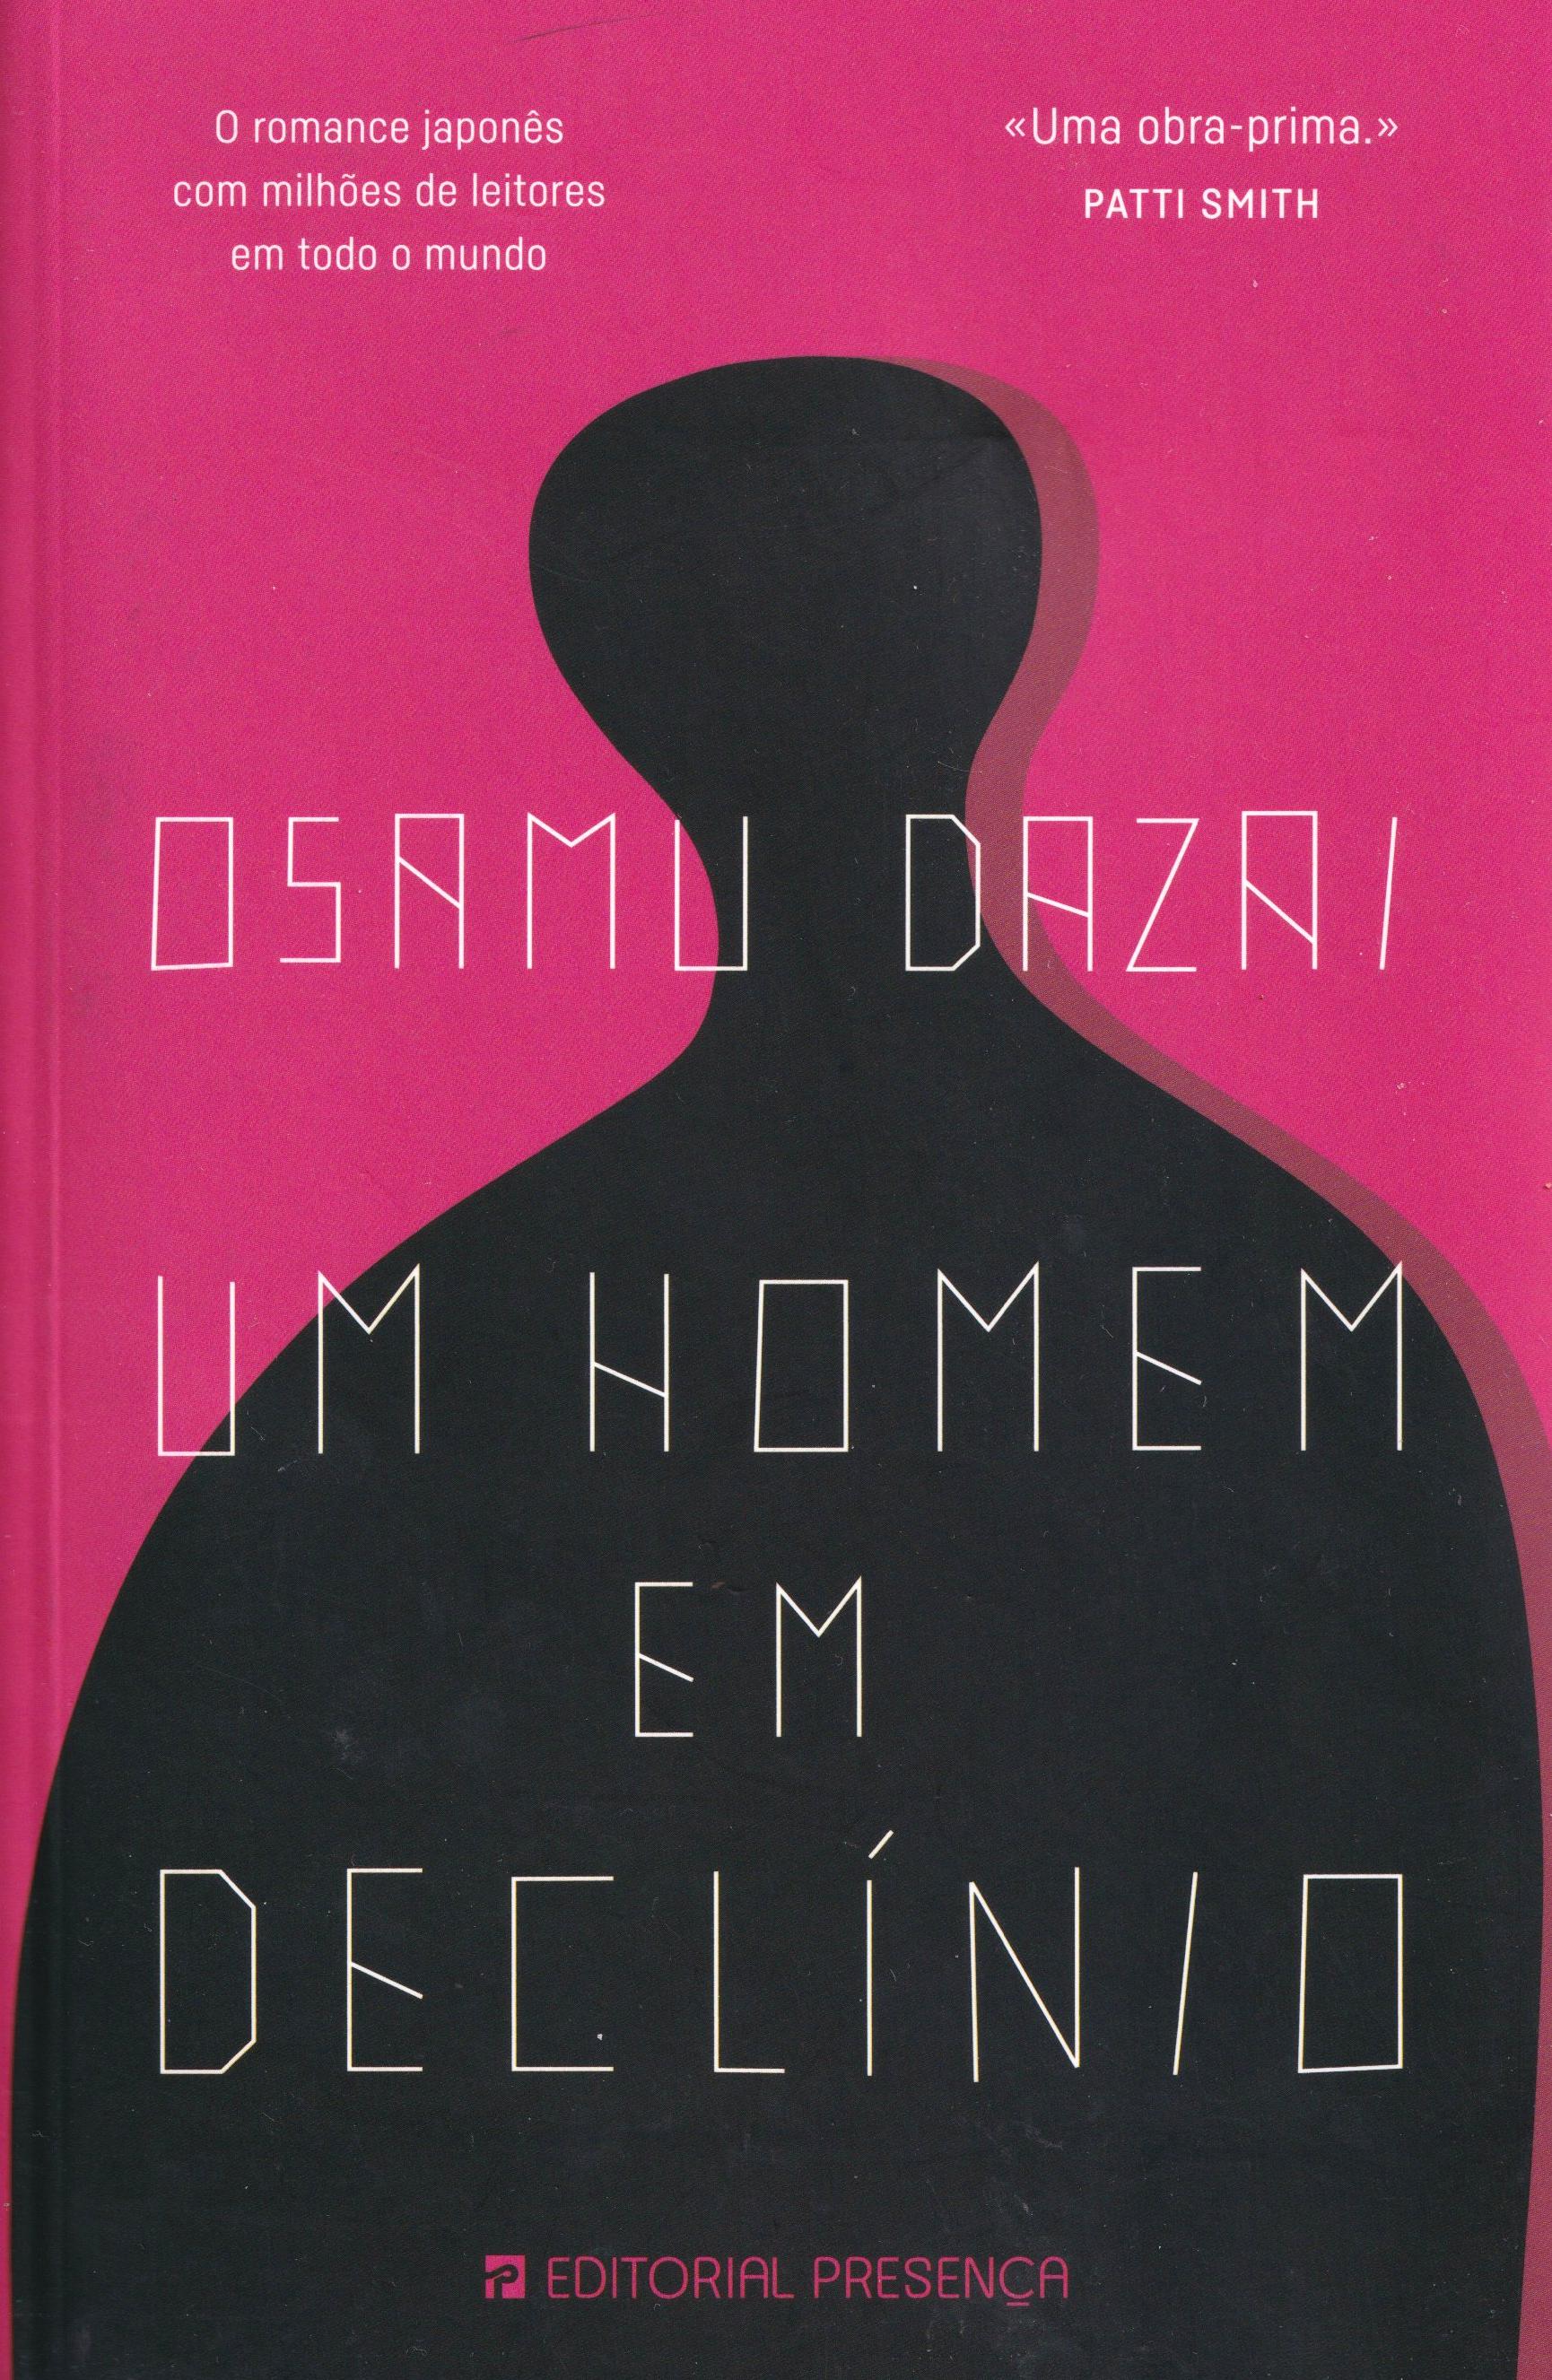 O romance japonês
com milhões de leitores
em todo o mundo
«Uma obra-prima.»
PATTI SMITH
OSAMU DAZAI
UM HOMEM
EM
DECLÍNIO
EDITORIAL PRESENÇA